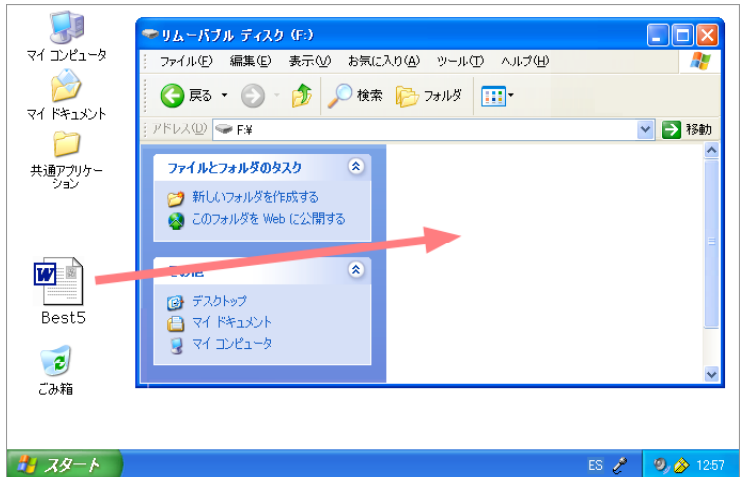 マイ コンピュータ
マイ ドキュメント
共通アプリケー
ション
Best5
ごみ箱
リムーバブル ディスク (F:)
ファイル(F) 編集(E) 表示(V) お気に入り(A) ツール(T) ヘルプ(H)
戻る 検索 フォルダ
アドレス(D) F:¥ 移動
ファイルとフォルダのタスク
新しいフォルダを作成する
このフォルダを Web に公開する
その他
デスクトップ
マイ ドキュメント
マイ コンピュータ
スタート ES 12:57